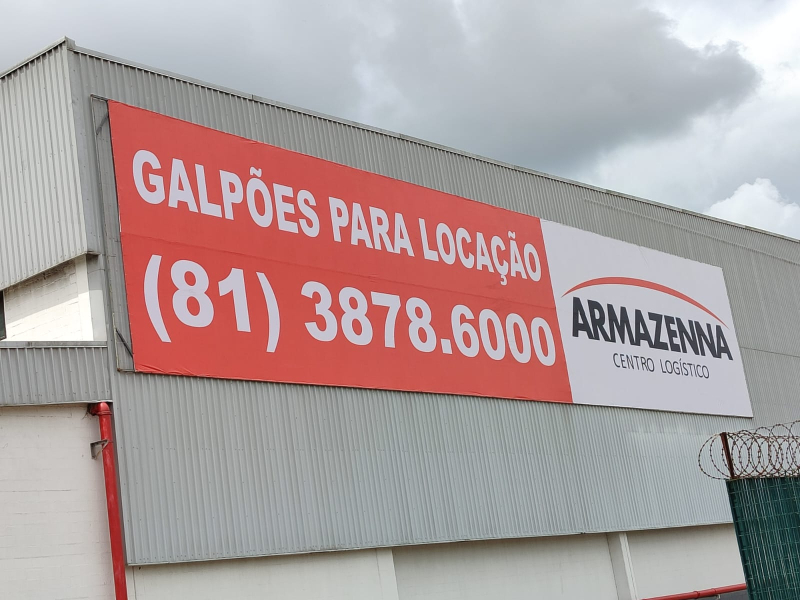 GALPÕES PARA LOCAÇÃO
(81) 3878.6000
ARMAZENNA
CENTRO LOGÍSTICO